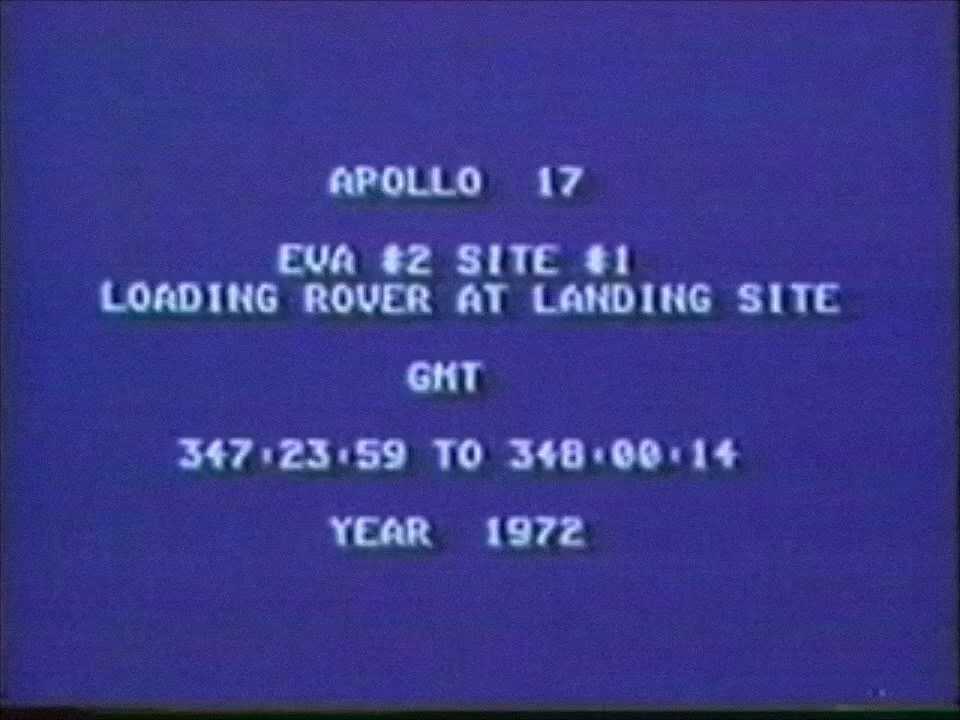 APOLLO 17
EVA #2 SITE #1
LOADING ROVER AT LANDING SITE
GMT
347:23:59 TO 348:00:14
YEAR 1972